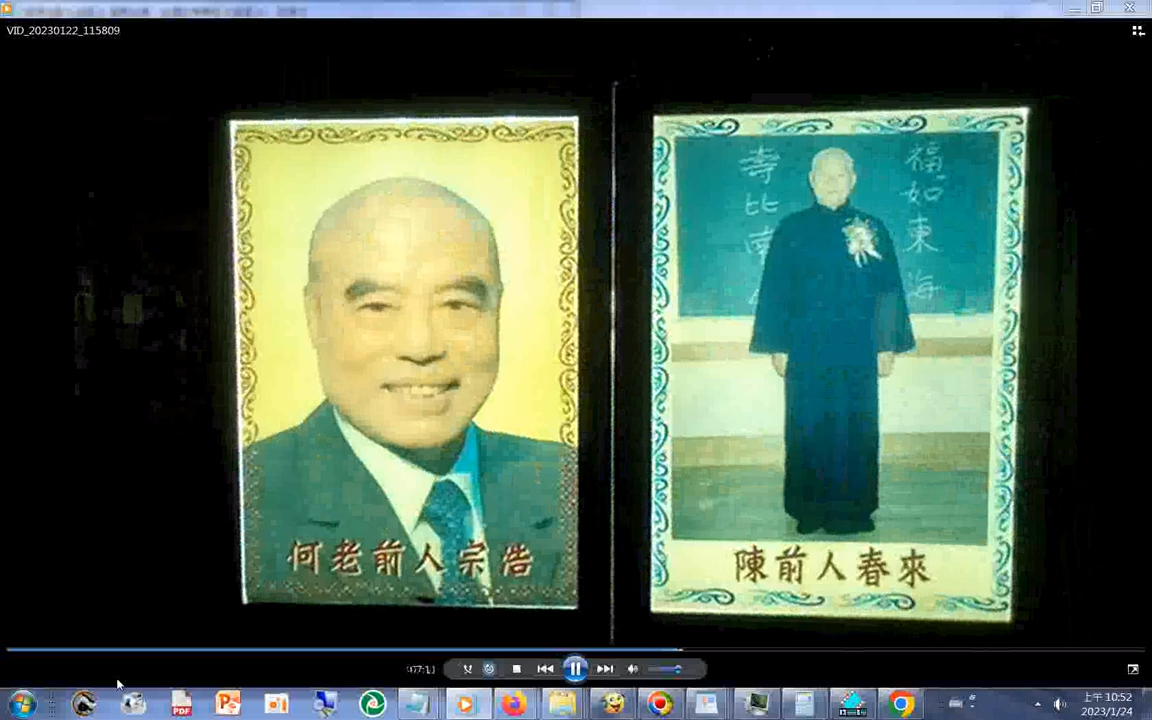 VID_20230122_115809
壽比南
福如東海
何老前人宗浩
陳前人春來
PDF
上午 10:52
2023/1/24